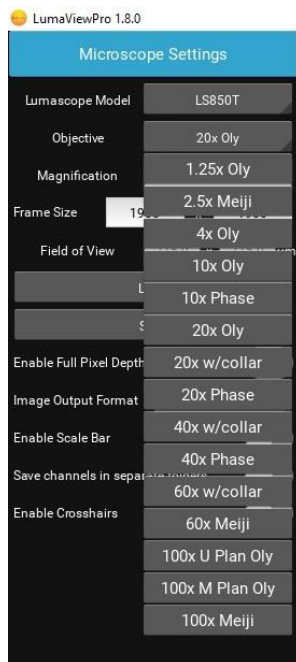 LumaViewPro 1.8.0
Microscope Settings
Lumascope Model LS850T
Objective 20x Oly
Magnification
Frame Size
Field of View
Enable Full Pixel Depth
Image Output Format
Enable Scale Bar
Save channels in separate folders
Enable Crosshairs
1.25x Oly
2.5x Meiji
4x Oly
10x Oly
10x Phase
20x Oly
20x w/collar
20x Phase
40x w/collar
40x Phase
60x w/collar
60x Meiji
100x U Plan Oly
100x M Plan Oly
100x Meiji